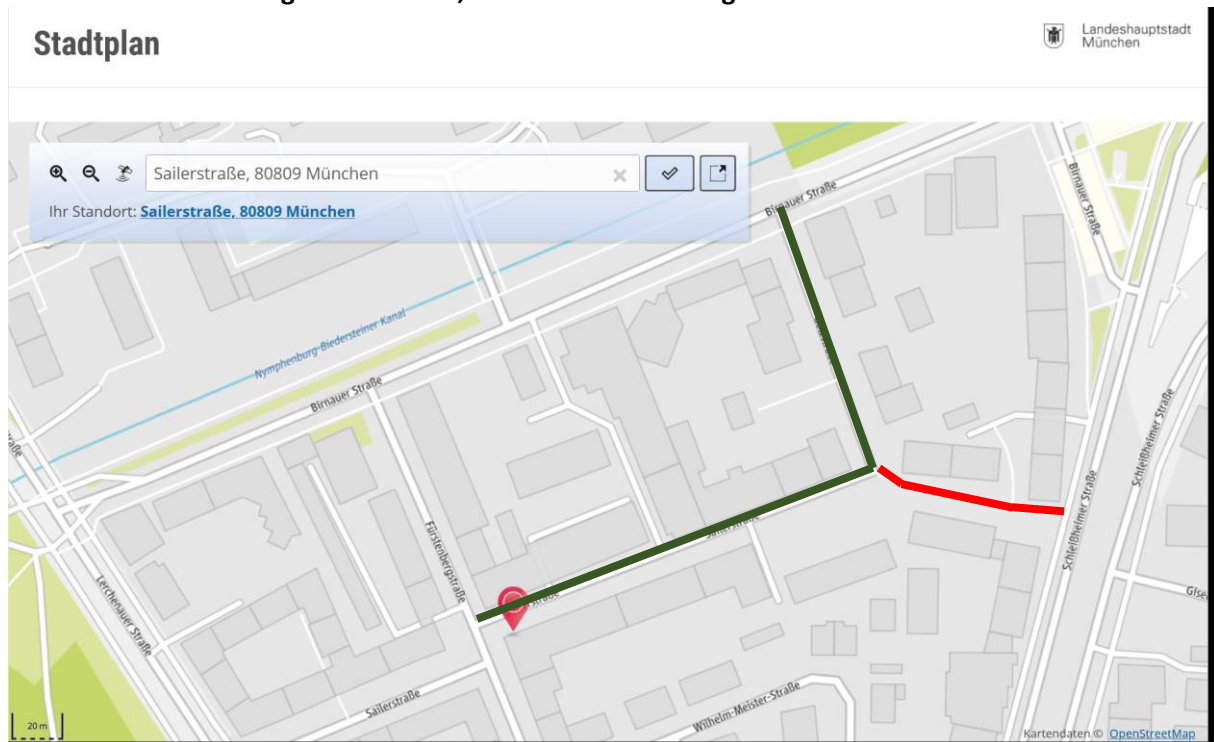 Stadtplan
Landeshauptstadt
München
Sailerstraße, 80809 München
Ihr Standort: Sailerstraße, 80809 München
Birnauer Straße
Birnauer Straße
Nymphenburg-Biedersteiner Kanal
Birnauer Straße
Schleißheimer Straße
Schleißheimer Straße
Fürstenbergstraße
Lerchenauer Straße
Sailerstraße
Wilhelm-Meister-Straße
20 m
Kartendaten © OpenStreetMap